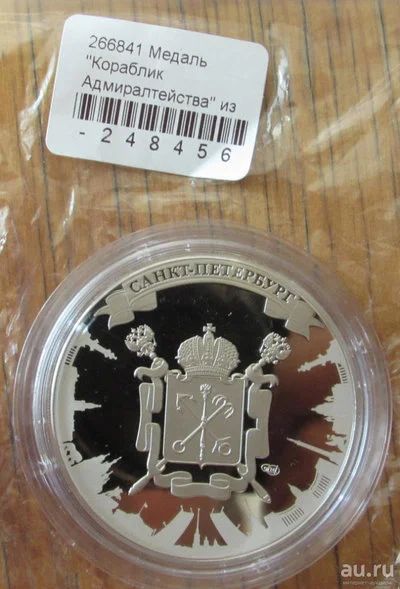 266841 Медаль
"Кораблик
Адмиралтейства" из
- 248456
САНКТ-ПЕТЕРБУРГ
au.ru